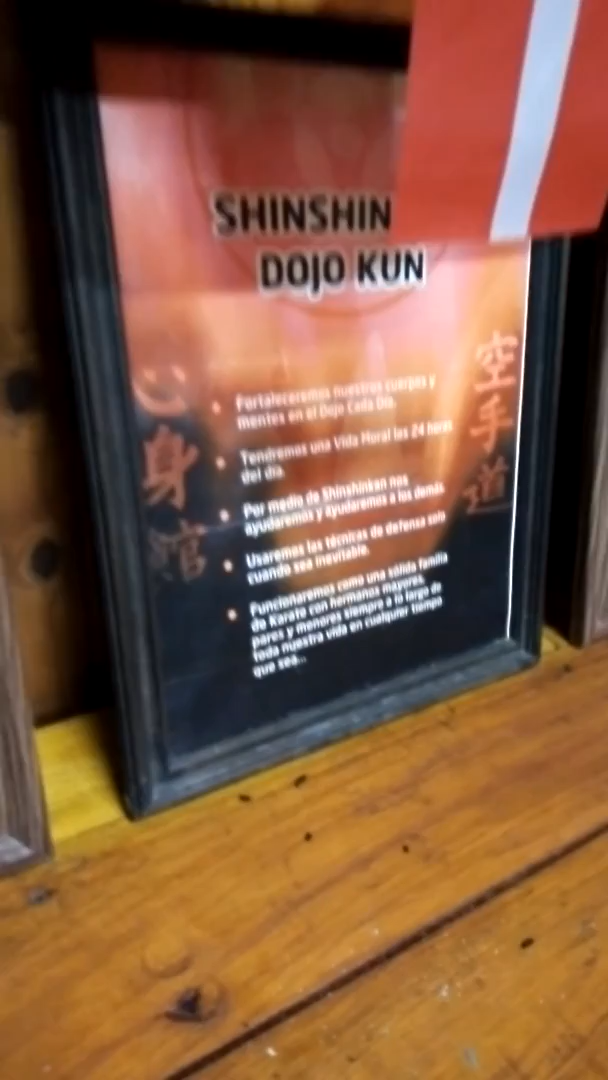 SHINSHIN
DOJO KUN
心身館
空手道
Fortaleceremos nuestros cuerpos y
mentes en el Dojo Cada Dia.
Tendremos una Vida Moral las 24 horas
del dia.
Por medio de Shinshinkan nos
ayudaremos y ayudaremos a los demás
Usaremos las técnicas de defensa solo
cuando sea inevitable.
Funcionaremos como una sólida familia
de Karate con hermanos mayores,
pares y menores siempre a lo largo de
toda nuestra vida en cualquier tiempo
que sea...